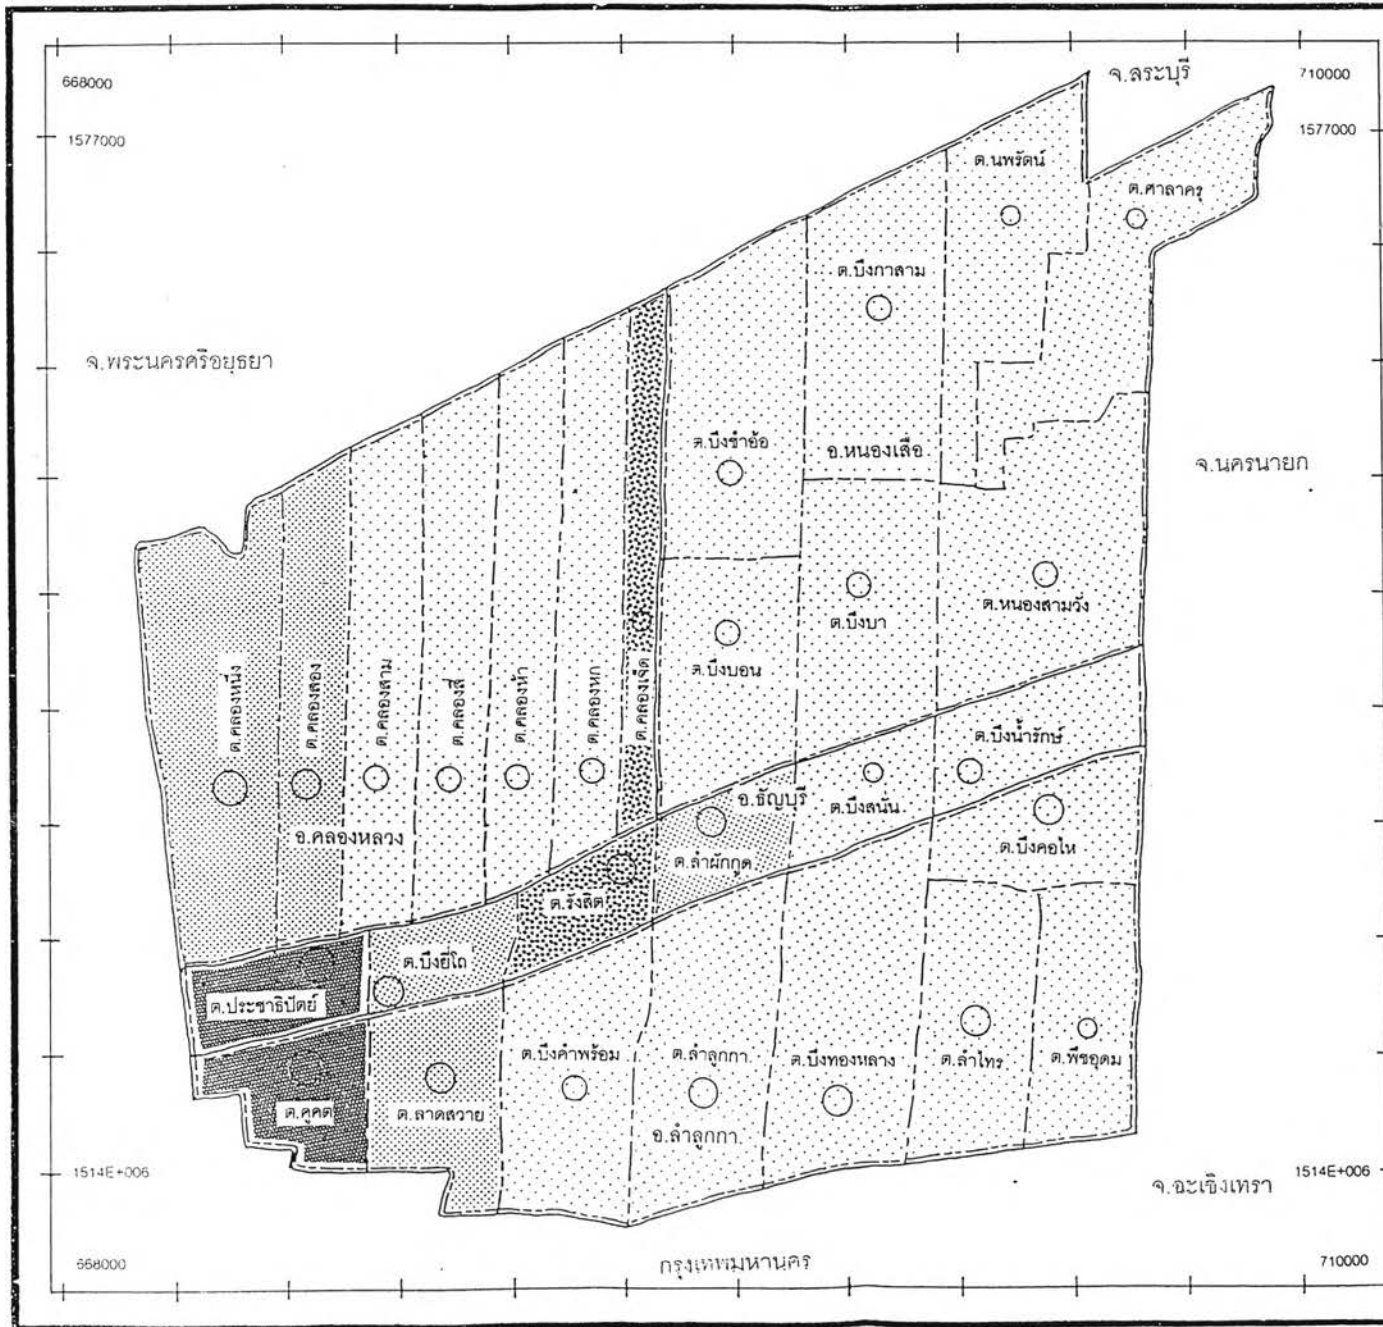 จ.สระบุรี
668000
710000
1577000
1577000
ต.นพรัตน์
ต.ศาลาครุ
ต.บึงกาสาม
จ.พระนครศรีอยุธยา
ต.บึงชำอ้อ
อ.หนองเสือ
จ.นครนายก
ต.หนองสามวัง
ต.บึงบา
ต.บึงบอน
ต.คลองหนึ่ง
ต.คลองสอง
ต.คลองสาม
ต.คลองสี่
ต.คลองห้า
ต.คลองหก
ต.คลองเจ็ด
ต.บึงน้ำรักษ์
อ.ธัญบุรี
ต.บึงสนั่น
อ.คลองหลวง
ต.บึงคอไห
ต.ลำผักกูด
ต.รังสิต
ต.บึงยี่โถ
ต.ประชาธิปัตย์
ต.บึงคำพร้อย
ต.ลำลูกกา
ต.บึงทองหลาง
ต.ลำไทร
ต.พืชอุดม
ต.คูคต
ต.ลาดสวาย
อ.ลำลูกกา
1514E+006
1514E+006
จ.ฉะเชิงเทรา
668000
กรุงเทพมหานคร
710000